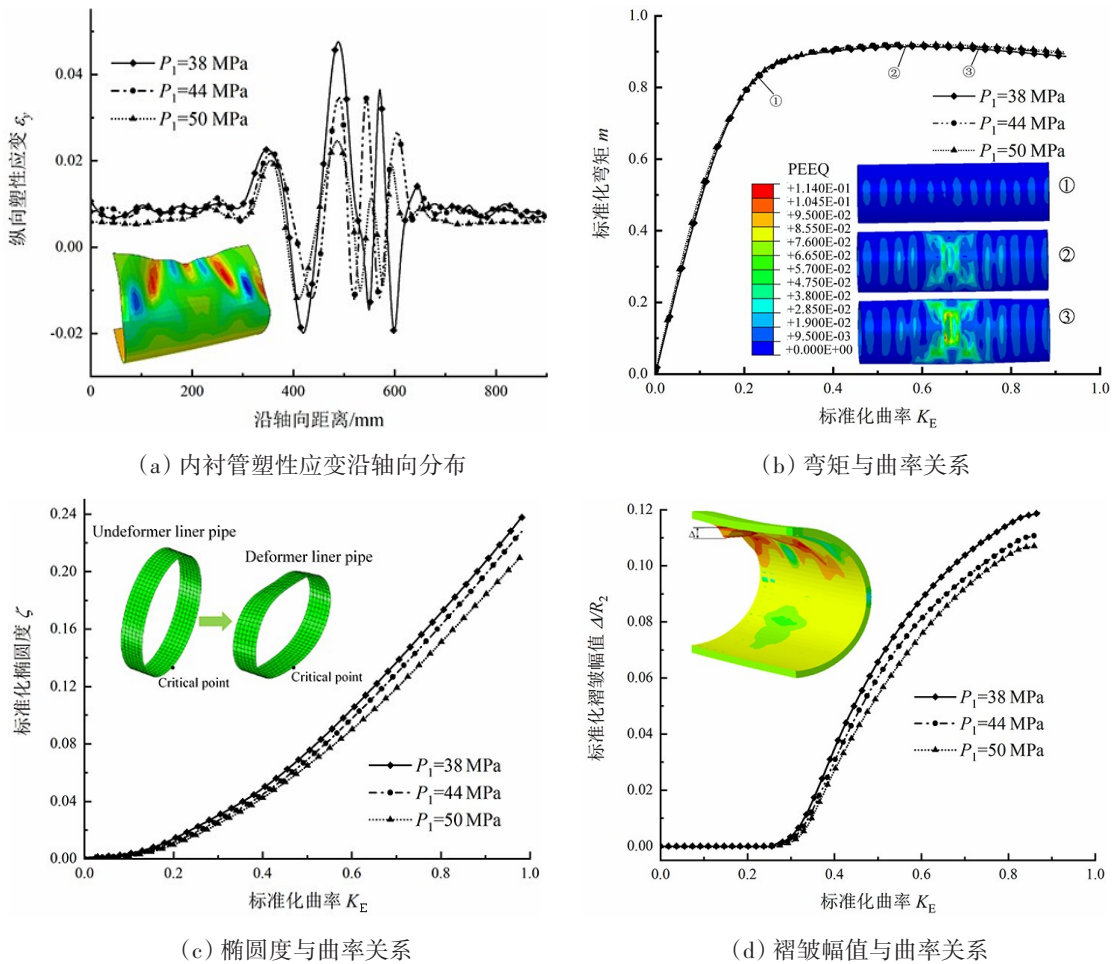 0.04
0.02
0.00
-0.02
纵向塑性应变 εy
P1=38 MPa
P1=44 MPa
P1=50 MPa
0 200 400 600 800
沿轴向距离/mm
(a) 内衬管塑性应变沿轴向分布
1.0
0.8
0.6
0.4
0.2
0.0
标准化弯矩 m
①
②
③
P1=38 MPa
P1=44 MPa
P1=50 MPa
PEEQ
+1.140E-01
+1.045E-01
+9.500E-02
+8.550E-02
+7.600E-02
+6.650E-02
+5.700E-02
+4.750E-02
+3.800E-02
+2.850E-02
+1.900E-02
+9.500E-03
+0.000E+00
①
②
③
0.0 0.2 0.4 0.6 0.8 1.0
标准化曲率 KE
(b) 弯矩与曲率关系
0.24
0.20
0.16
0.12
0.08
0.04
0.00
标准化椭圆度 ζ
Undeformer liner pipe
Deformer liner pipe
Critical point
Critical point
P1=38 MPa
P1=44 MPa
P1=50 MPa
0.0 0.2 0.4 0.6 0.8 1.0
标准化曲率 KE
(c) 椭圆度与曲率关系
0.12
0.10
0.08
0.06
0.04
0.02
0.00
标准化褶皱幅值 Δ/R2
Δ
P1=38 MPa
P1=44 MPa
P1=50 MPa
0.0 0.2 0.4 0.6 0.8 1.0
标准化曲率 KE
(d) 褶皱幅值与曲率关系